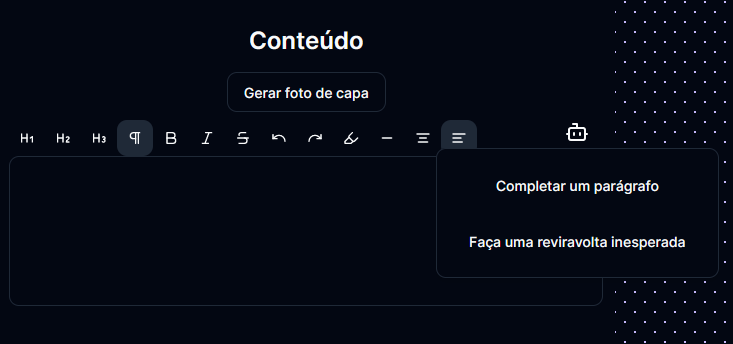 Conteúdo
Gerar foto de capa
H1 H2 H3 B I S
Completar um parágrafo
Faça uma reviravolta inesperada